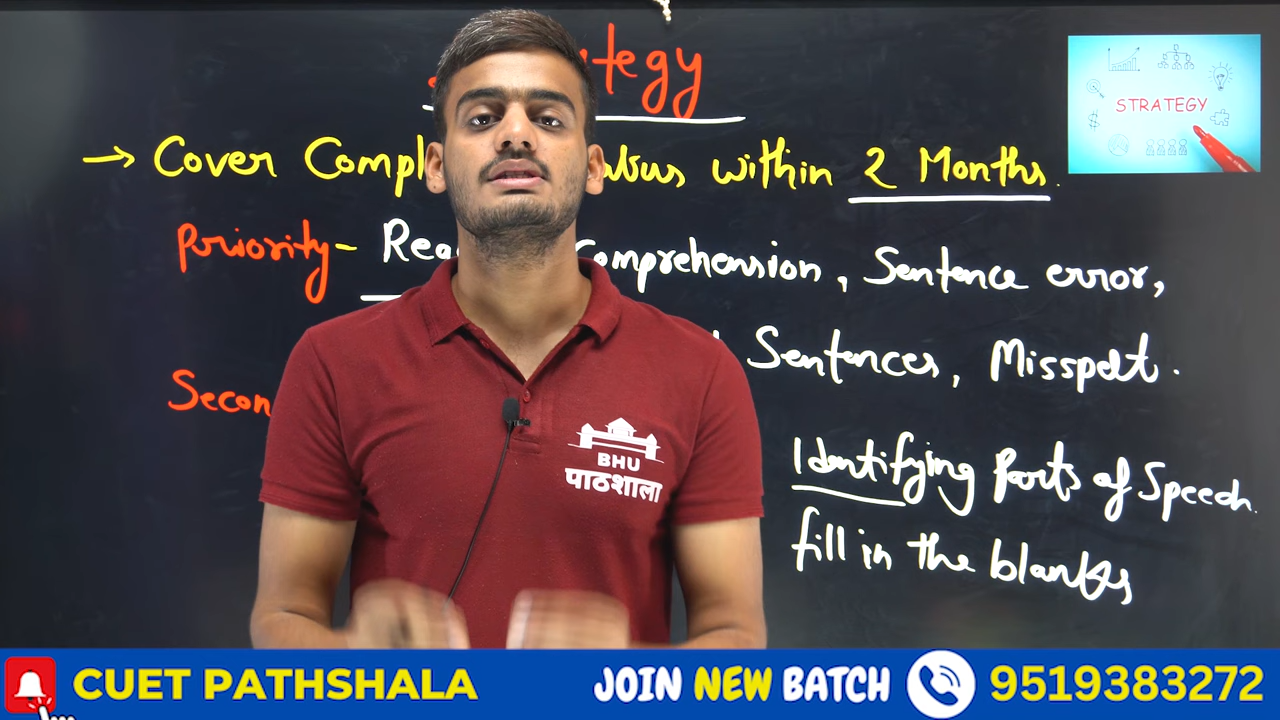 tegy
STRATEGY
→ Cover Compl abus within 2 Months.
Priority - Rea Comprehension, Sentence error,
Sentences, Misspelt.
Secon
Identifying Parts of Speech.
fill in the blanks
BHU
पाठशाला
CUET PATHSHALA JOIN NEW BATCH 9519383272